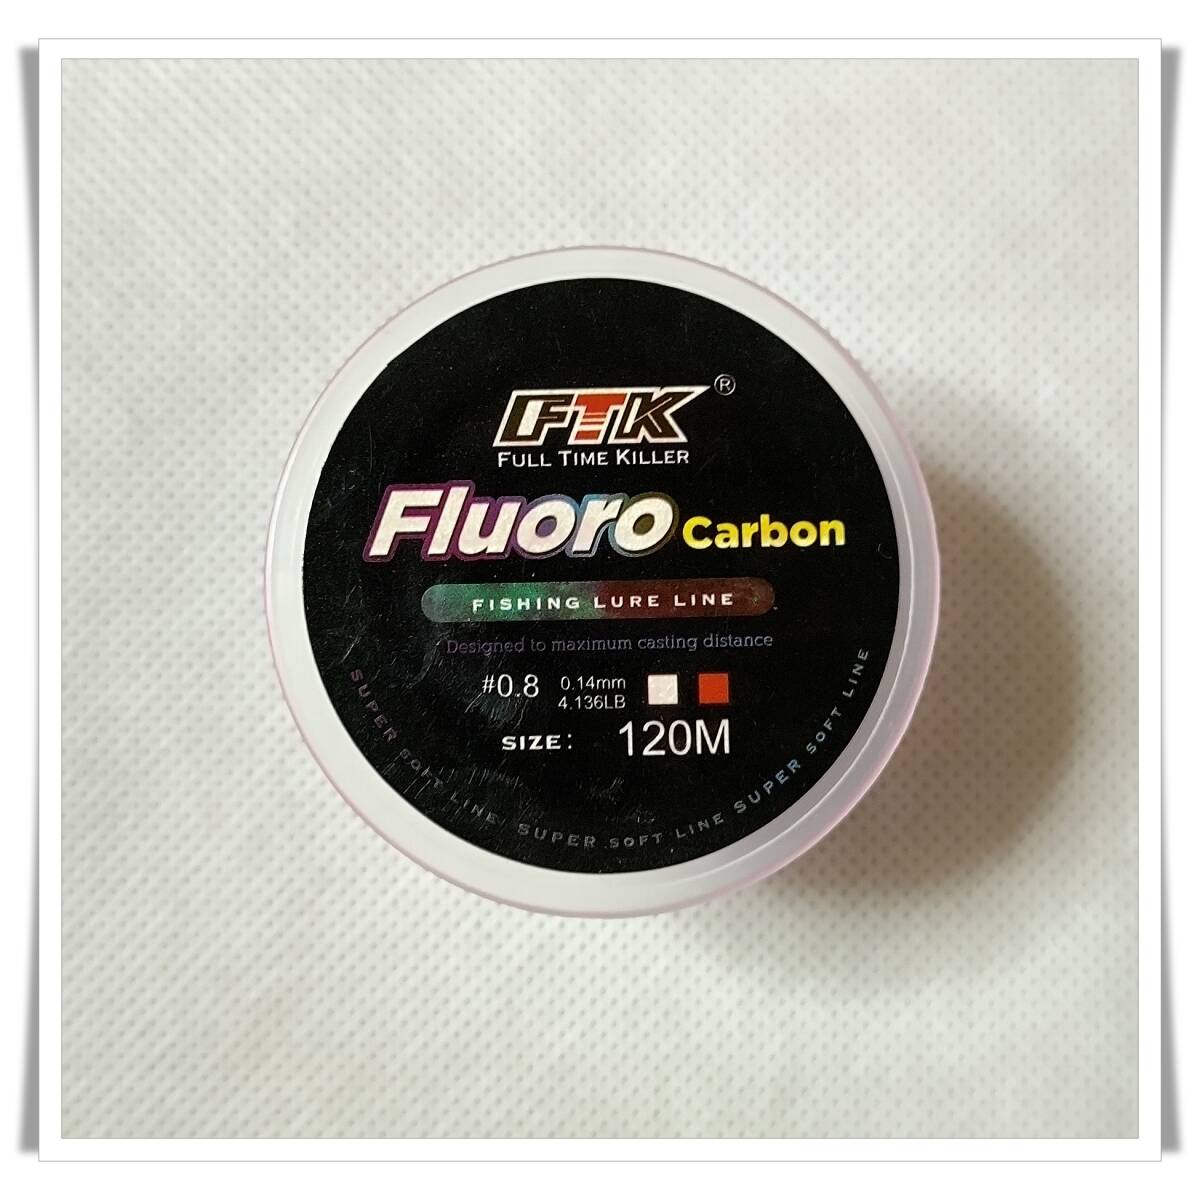 FTK®
FULL TIME KILLER
Fluoro Carbon
FISHING LURE LINE
Designed to maximum casting distance
#0.8 0.14mm
4.136LB
SIZE: 120M
SUPER SOFT LINE SUPER SOFT LINE SUPER SOFT LINE